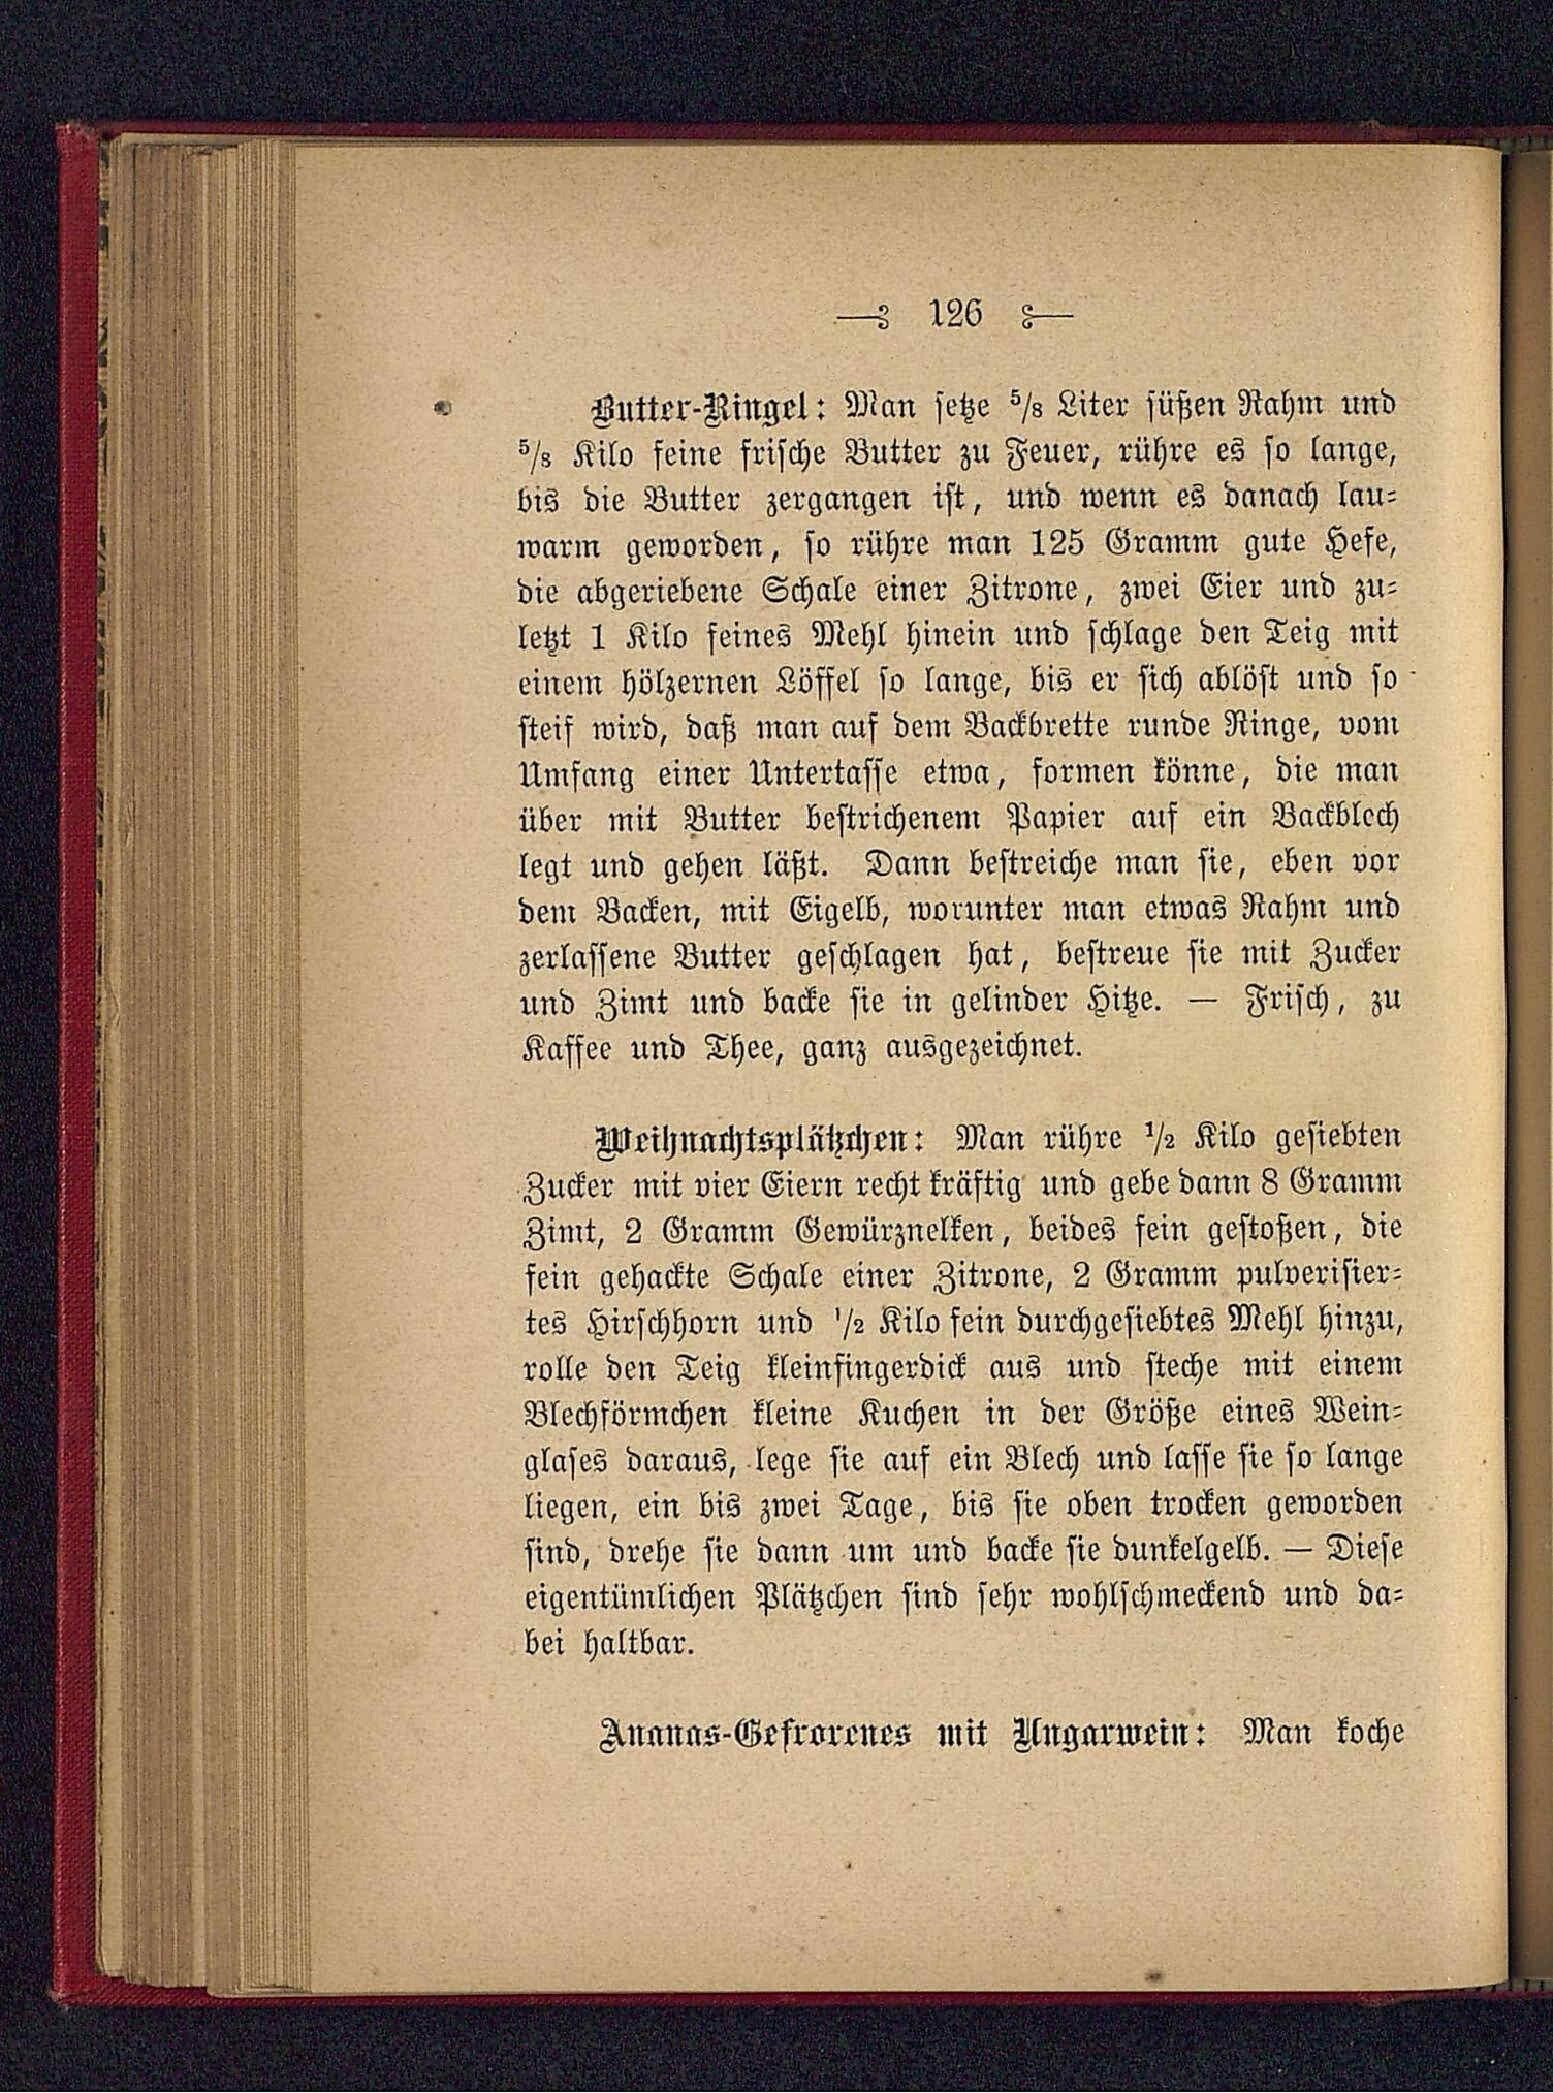 126
Butter-Ringel: Man setze 5/8 Liter süßen Rahm und
5/8 Kilo feine frische Butter zu Feuer, rühre es so lange,
bis die Butter zergangen ist, und wenn es danach lau-
warm geworden, so rühre man 125 Gramm gute Hefe,
die abgeriebene Schale einer Zitrone, zwei Eier und zu-
letzt 1 Kilo feines Mehl hinein und schlage den Teig mit
einem hölzernen Löffel so lange, bis er sich ablöst und so
steif wird, daß man auf dem Backbrette runde Ringe, vom
Umfang einer Untertasse etwa, formen könne, die man
über mit Butter bestrichenem Papier auf ein Backblech
legt und gehen läßt. Dann bestreiche man sie, eben vor
dem Backen, mit Eigelb, worunter man etwas Rahm und
zerlassene Butter geschlagen hat, bestreue sie mit Zucker
und Zimt und backe sie in gelinder Hitze. — Frisch, zu
Kaffee und Thee, ganz ausgezeichnet.
Weihnachtsplätzchen: Man rühre 1/2 Kilo gesiebten
Zucker mit vier Eiern recht kräftig und gebe dann 8 Gramm
Zimt, 2 Gramm Gewürznelken, beides fein gestoßen, die
fein gehackte Schale einer Zitrone, 2 Gramm pulverisier-
tes Hirschhorn und 1/2 Kilo fein durchgesiebtes Mehl hinzu,
rolle den Teig kleinfingerdick aus und steche mit einem
Blechförmchen kleine Kuchen in der Größe eines Wein-
glases daraus, lege sie auf ein Blech und lasse sie so lange
liegen, ein bis zwei Tage, bis sie oben trocken geworden
sind, drehe sie dann um und backe sie dunkelgelb. — Diese
eigentümlichen Plätzchen sind sehr wohlschmeckend und da-
bei haltbar.
Ananas-Gefrorenes mit Ungarwein: Man koche